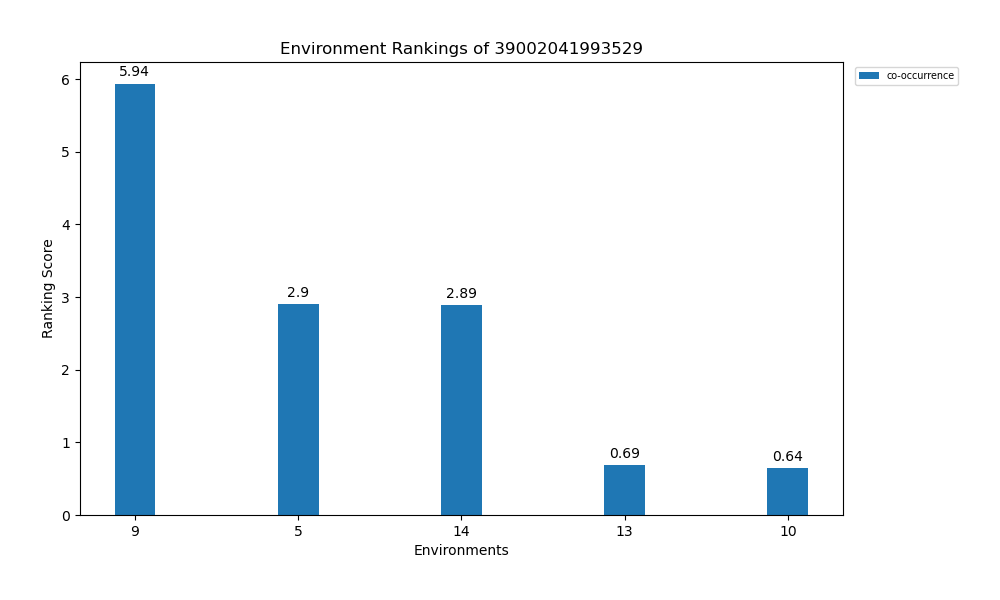 Environment Rankings of 39002041993529
co-occurrence
Ranking Score
6
5
4
3
2
1
0
5.94
2.9
2.89
0.69
0.64
9 5 14 13 10
Environments